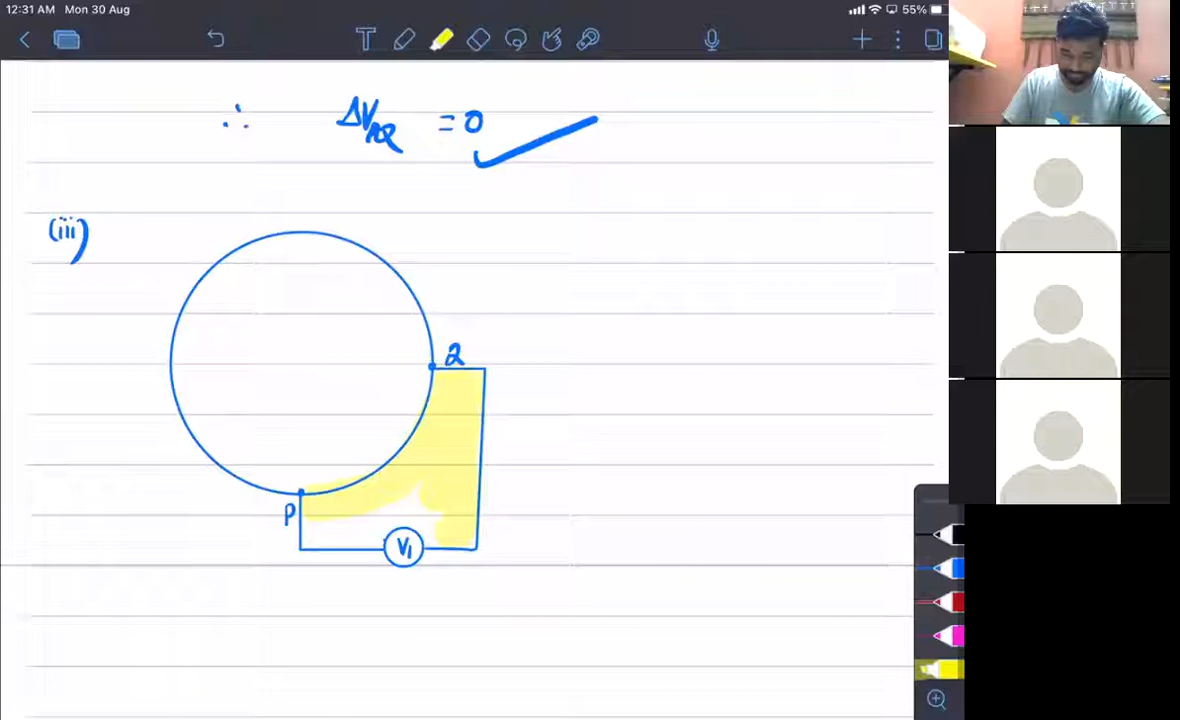 12:31 AM Mon 30 Aug 55%
T
∴ ΔV_PQ = 0
(iii)
Q
P
V₁